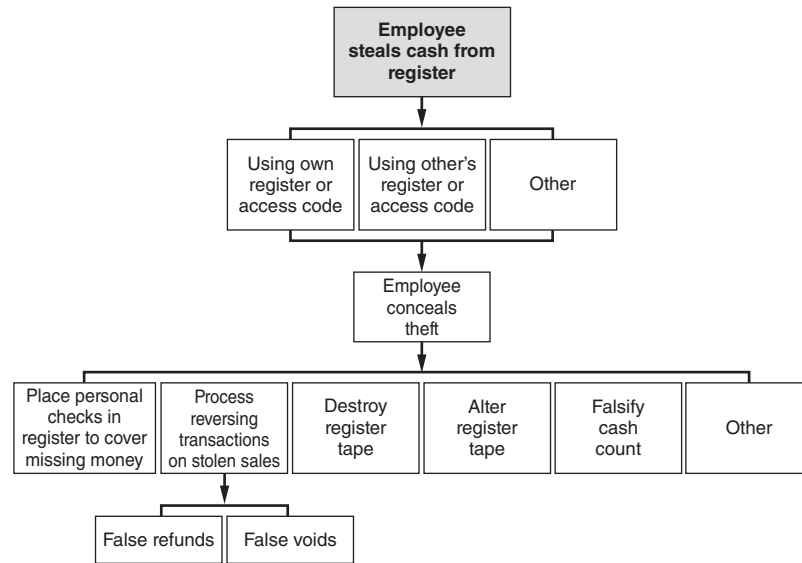 Employee
steals cash from
register
Using own
register or
access code
Using other's
register or
access code
Other
Employee
conceals
theft
Place personal
checks in
register to cover
missing money
Process
reversing
transactions
on stolen sales
Destroy
register
tape
Alter
register
tape
Falsify
cash
count
Other
False refunds
False voids